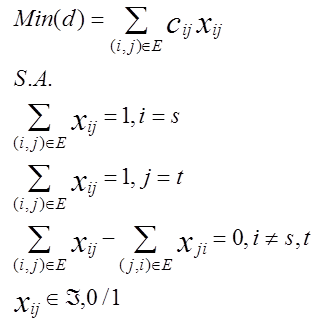 Min(d) = ∑_{(i,j)∈E} c_{ij} x_{ij}
S.A.
∑_{(i,j)∈E} x_{ij} = 1, i = s
∑_{(i,j)∈E} x_{ij} = 1, j = t
∑_{(i,j)∈E} x_{ij} − ∑_{(j,i)∈E} x_{ji} = 0, i ≠ s,t
x_{ij} ∈ ℑ,0/1